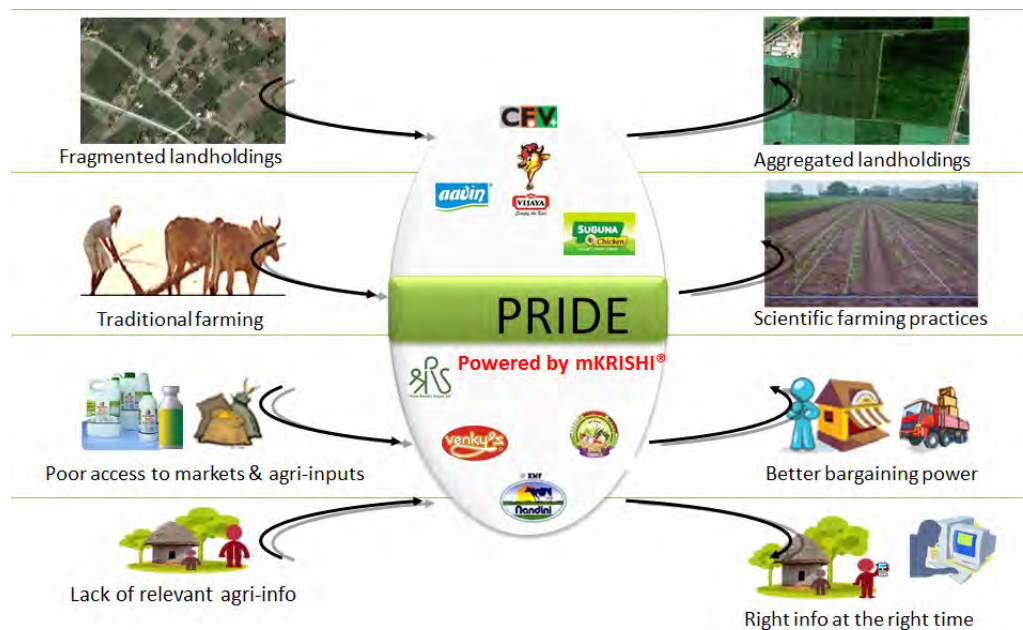 CFV
Fragmented landholdings
Aggregated landholdings
aavin
VIJAYA
SUGUNA
Chicken
Traditional farming
PRIDE
Scientific farming practices
Powered by mKRISHI®
Venky's
Poor access to markets & agri-inputs
Better bargaining power
KMF
Nandini
Lack of relevant agri-info
Right info at the right time